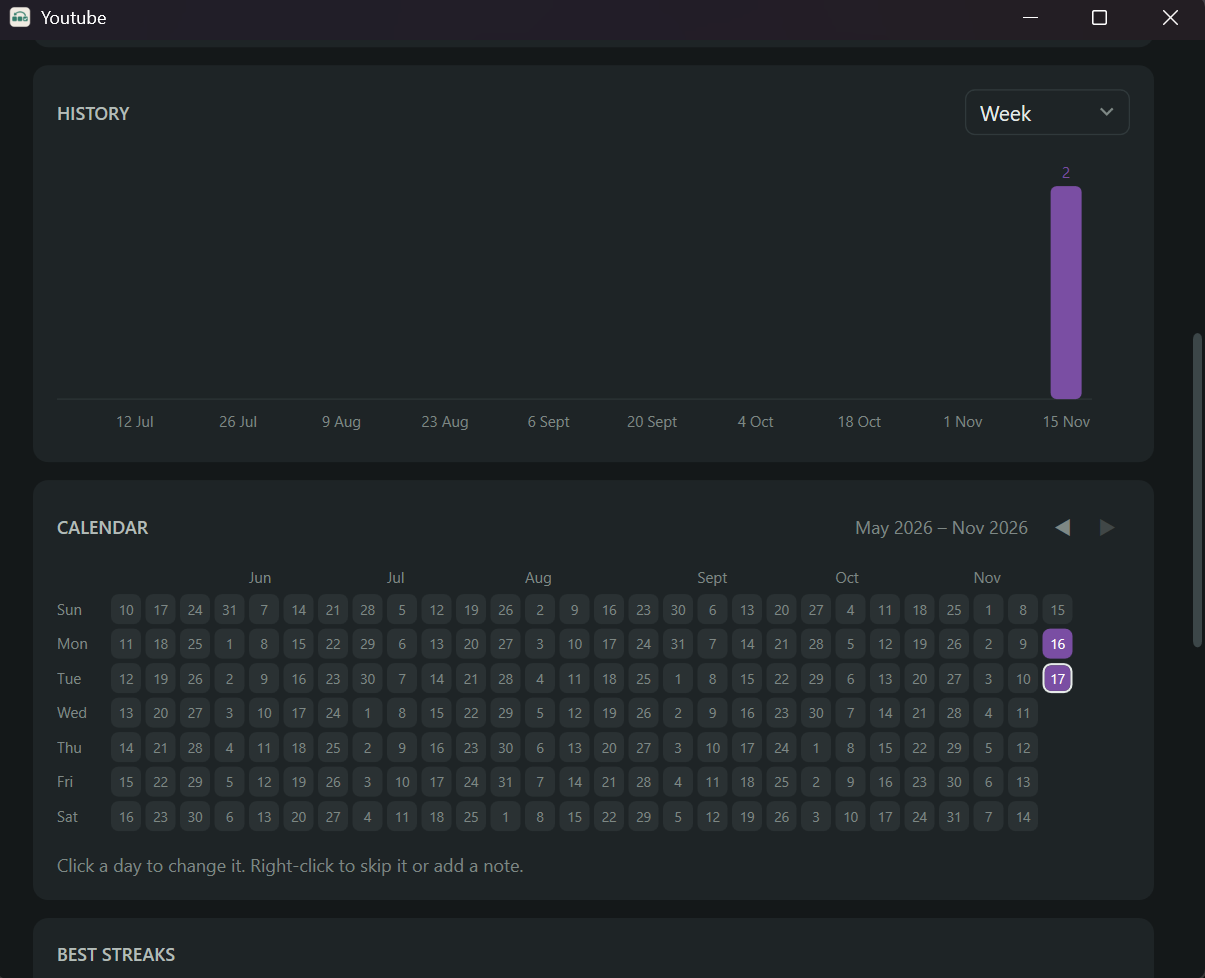 Youtube
HISTORY
Week
2
12 Jul 26 Jul 9 Aug 23 Aug 6 Sept 20 Sept 4 Oct 18 Oct 1 Nov 15 Nov
CALENDAR
May 2026 – Nov 2026
Jun Jul Aug Sept Oct Nov
Sun 10 17 24 31 7 14 21 28 5 12 19 26 2 9 16 23 30 6 13 20 27 4 11 18 25 1 8 15
Mon 11 18 25 1 8 15 22 29 6 13 20 27 3 10 17 24 31 7 14 21 28 5 12 19 26 2 9 16
Tue 12 19 26 2 9 16 23 30 7 14 21 28 4 11 18 25 1 8 15 22 29 6 13 20 27 3 10 17
Wed 13 20 27 3 10 17 24 1 8 15 22 29 5 12 19 26 2 9 16 23 30 7 14 21 28 4 11
Thu 14 21 28 4 11 18 25 2 9 16 23 30 6 13 20 27 3 10 17 24 1 8 15 22 29 5 12
Fri 15 22 29 5 12 19 26 3 10 17 24 31 7 14 21 28 4 11 18 25 2 9 16 23 30 6 13
Sat 16 23 30 6 13 20 27 4 11 18 25 1 8 15 22 29 5 12 19 26 3 10 17 24 31 7 14
Click a day to change it. Right-click to skip it or add a note.
BEST STREAKS